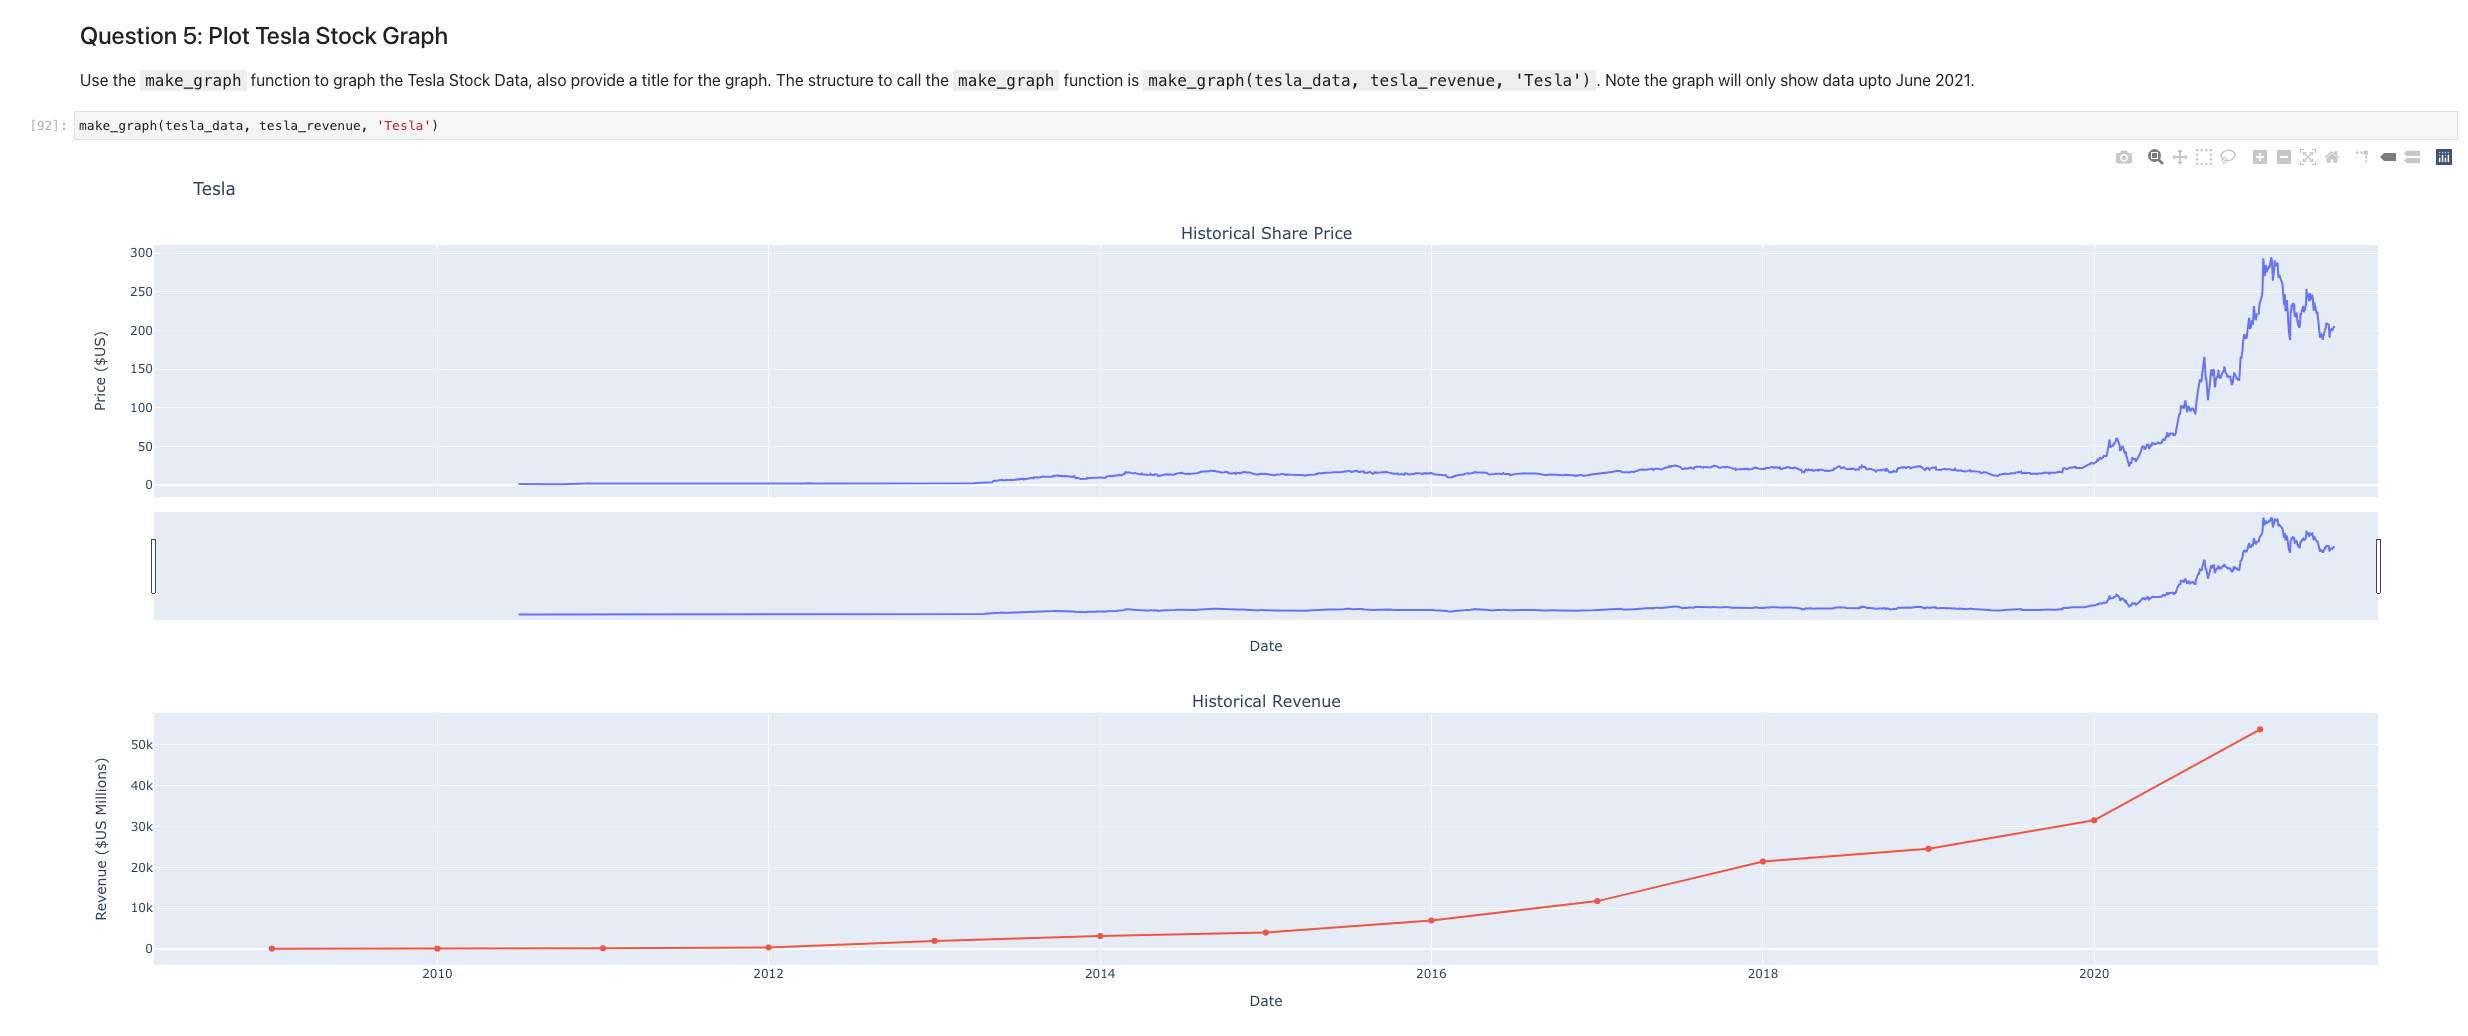 Question 5: Plot Tesla Stock Graph
Use the make_graph function to graph the Tesla Stock Data, also provide a title for the graph. The structure to call the make_graph function is make_graph(tesla_data, tesla_revenue, 'Tesla') . Note the graph will only show data upto June 2021.
[92]: make_graph(tesla_data, tesla_revenue, 'Tesla')
Tesla
Historical Share Price
300
250
200
150
100
50
0
Price ($US)
Date
Historical Revenue
50k
40k
30k
20k
10k
0
Revenue ($US Millions)
2010 2012 2014 2016 2018 2020
Date